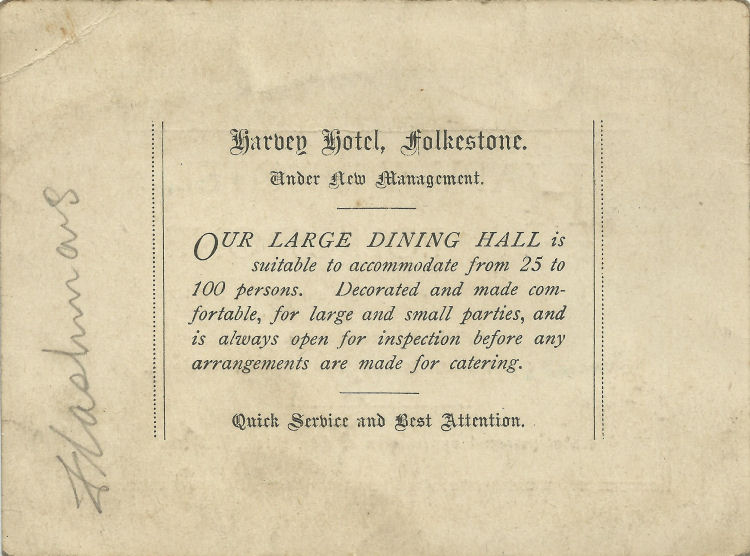 Harvey Hotel, Folkestone.
Under New Management.
OUR LARGE DINING HALL is
suitable to accommodate from 25 to
100 persons. Decorated and made com-
fortable, for large and small parties, and
is always open for inspection before any
arrangements are made for catering.
Quick Service and Best Attention.